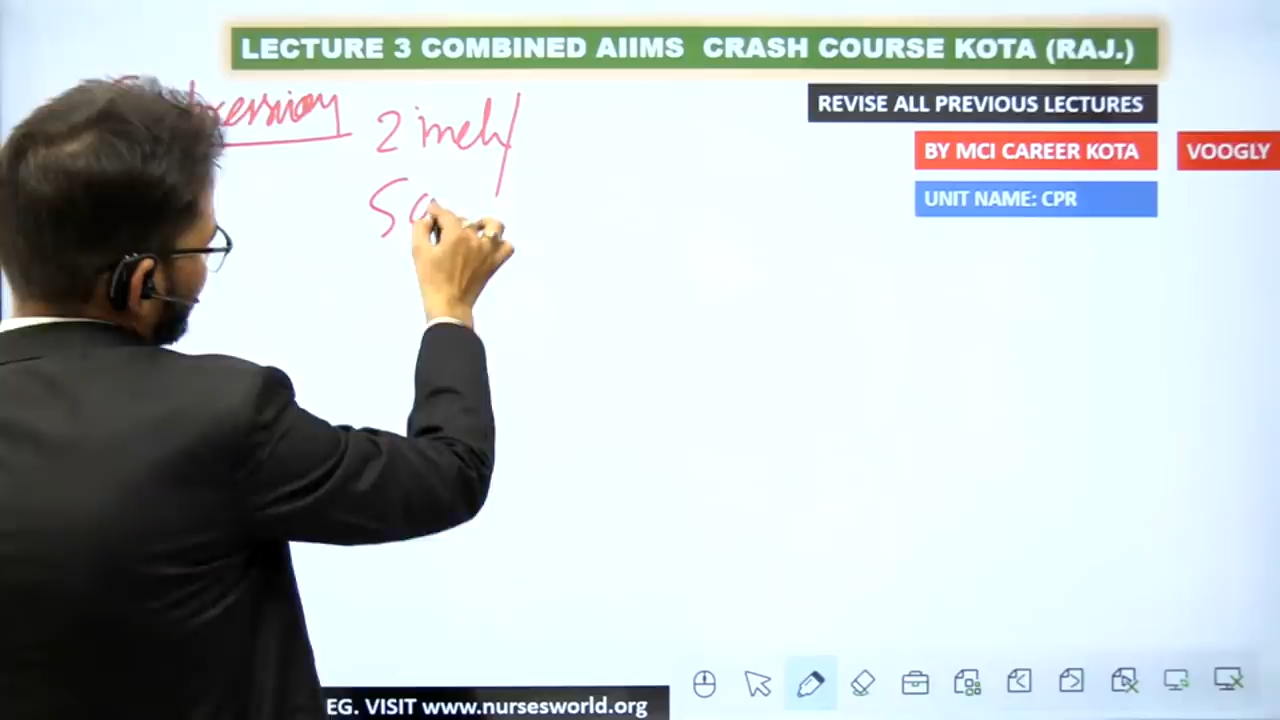 LECTURE 3 COMBINED AIIMS CRASH COURSE KOTA (RAJ.)
REVISE ALL PREVIOUS LECTURES
2 inch/
BY MCI CAREER KOTA
VOOGLY
UNIT NAME: CPR
EG. VISIT www.nursesworld.org